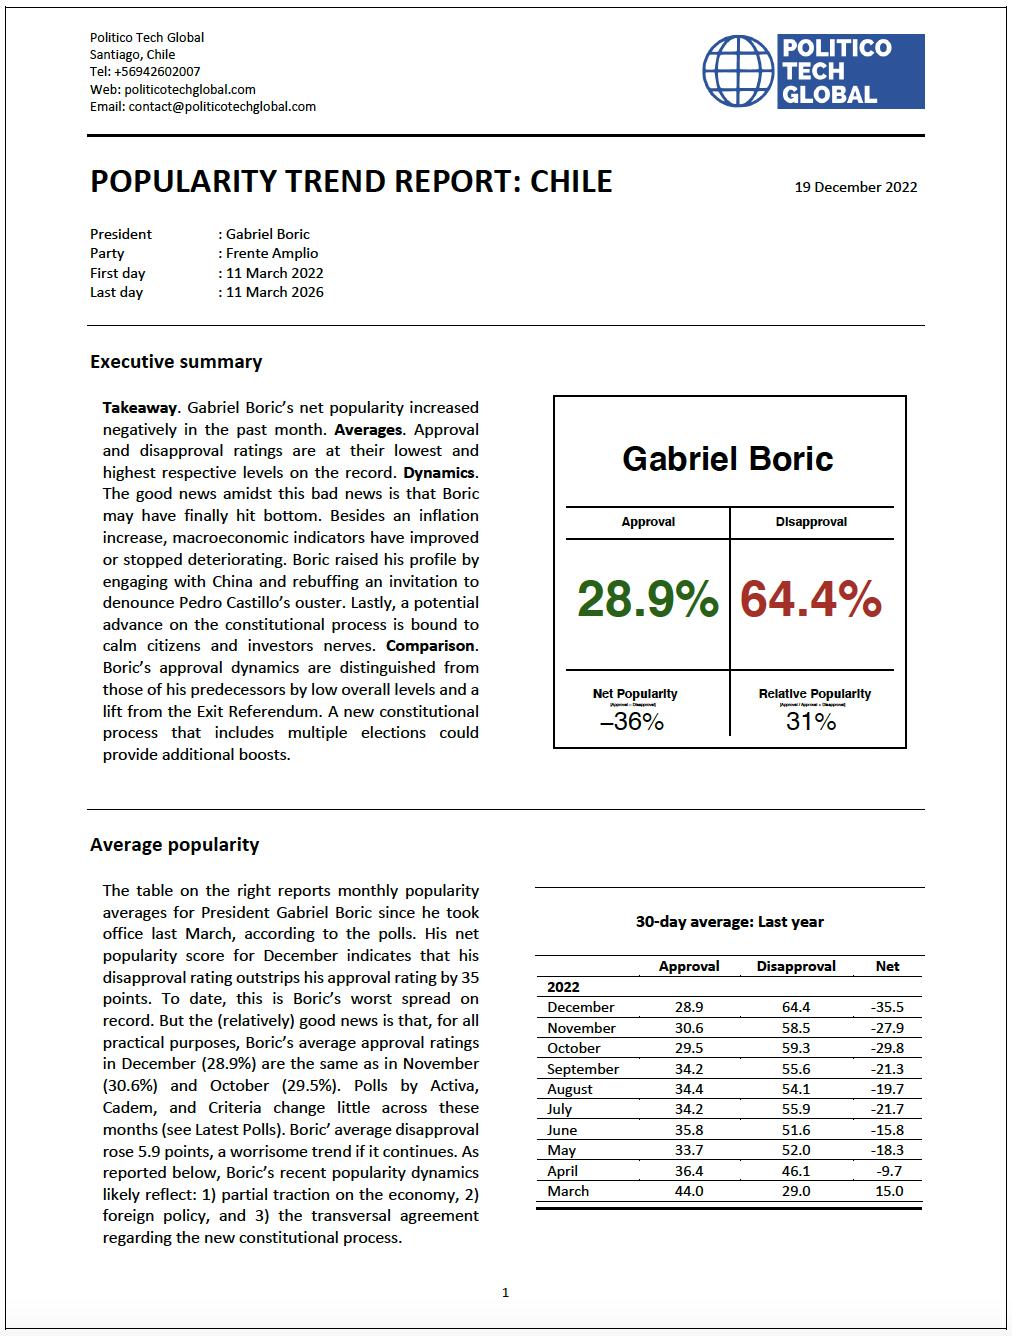 Politico Tech Global
Santiago, Chile
Tel: +56942602007
Web: politicotechglobal.com
Email: contact@politicotechglobal.com
POLITICO
TECH
GLOBAL
POPULARITY TREND REPORT: CHILE
19 December 2022
President : Gabriel Boric
Party : Frente Amplio
First day : 11 March 2022
Last day : 11 March 2026
Executive summary
Takeaway. Gabriel Boric’s net popularity increased
negatively in the past month. Averages. Approval
and disapproval ratings are at their lowest and
highest respective levels on the record. Dynamics.
The good news amidst this bad news is that Boric
may have finally hit bottom. Besides an inflation
increase, macroeconomic indicators have improved
or stopped deteriorating. Boric raised his profile by
engaging with China and rebuffing an invitation to
denounce Pedro Castillo’s ouster. Lastly, a potential
advance on the constitutional process is bound to
calm citizens and investors nerves. Comparison.
Boric’s approval dynamics are distinguished from
those of his predecessors by low overall levels and a
lift from the Exit Referendum. A new constitutional
process that includes multiple elections could
provide additional boosts.
Gabriel Boric
Approval Disapproval
28.9% 64.4%
Net Popularity Relative Popularity
[Approval – Disapproval] [Approval / Approval + Disapproval]
–36% 31%
Average popularity
The table on the right reports monthly popularity
averages for President Gabriel Boric since he took
office last March, according to the polls. His net
popularity score for December indicates that his
disapproval rating outstrips his approval rating by 35
points. To date, this is Boric’s worst spread on
record. But the (relatively) good news is that, for all
practical purposes, Boric’s average approval ratings
in December (28.9%) are the same as in November
(30.6%) and October (29.5%). Polls by Activa,
Cadem, and Criteria change little across these
months (see Latest Polls). Boric’ average disapproval
rose 5.9 points, a worrisome trend if it continues. As
reported below, Boric’s recent popularity dynamics
likely reflect: 1) partial traction on the economy, 2)
foreign policy, and 3) the transversal agreement
regarding the new constitutional process.
30-day average: Last year
Approval Disapproval Net
2022
December 28.9 64.4 -35.5
November 30.6 58.5 -27.9
October 29.5 59.3 -29.8
September 34.2 55.6 -21.3
August 34.4 54.1 -19.7
July 34.2 55.9 -21.7
June 35.8 51.6 -15.8
May 33.7 52.0 -18.3
April 36.4 46.1 -9.7
March 44.0 29.0 15.0
1